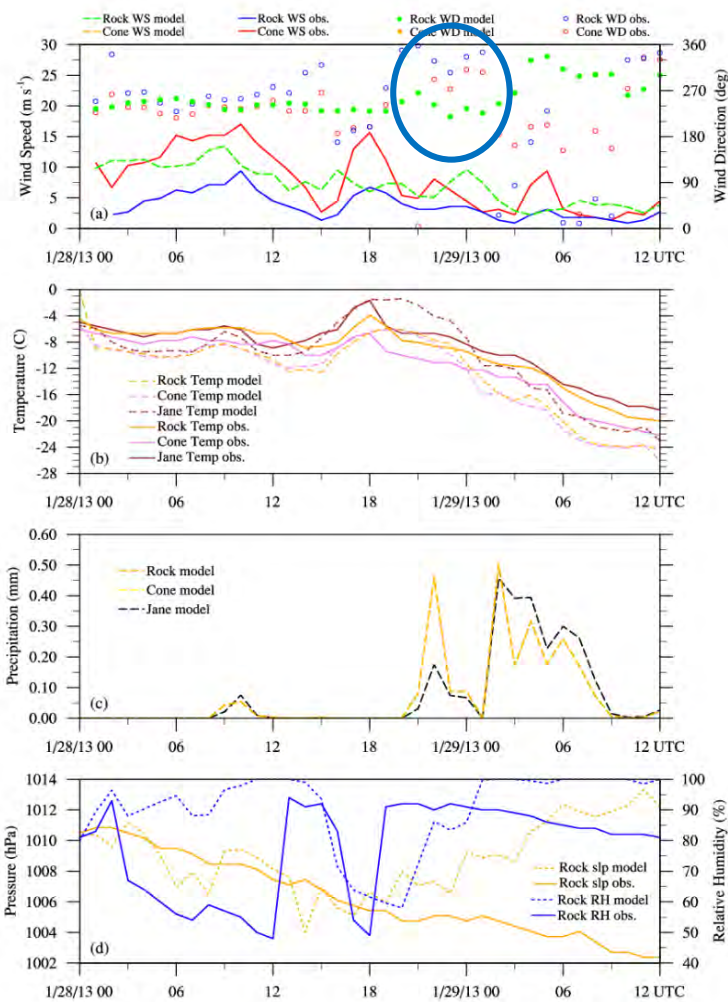 Rock WS model Rock WS obs. Rock WD model Rock WD obs.
Cone WS model Cone WS obs. Cone WD model Cone WD obs.
30 360
25
20 270
15 180
10
5 90
0 0
Wind Speed (m s⁻¹)
Wind Direction (deg)
(a)
1/28/13 00 06 12 18 1/29/13 00 06 12 UTC
0
-4
-8
-12
-16
-20
-24
-28
Temperature (C)
Rock Temp model
Cone Temp model
Jane Temp model
Rock Temp obs.
Cone Temp obs.
Jane Temp obs.
(b)
1/28/13 00 06 12 18 1/29/13 00 06 12 UTC
0.60
0.50
0.40
0.30
0.20
0.10
0.00
Precipitation (mm)
Rock model
Cone model
Jane model
(c)
1/28/13 00 06 12 18 1/29/13 00 06 12 UTC
1014 100
1012 90
80
1010
70
1008
60
1006
1004 50
1002 40
Pressure (hPa)
Relative Humidity (%)
Rock slp model
Rock slp obs.
Rock RH model
Rock RH obs.
(d)
1/28/13 00 06 12 18 1/29/13 00 06 12 UTC